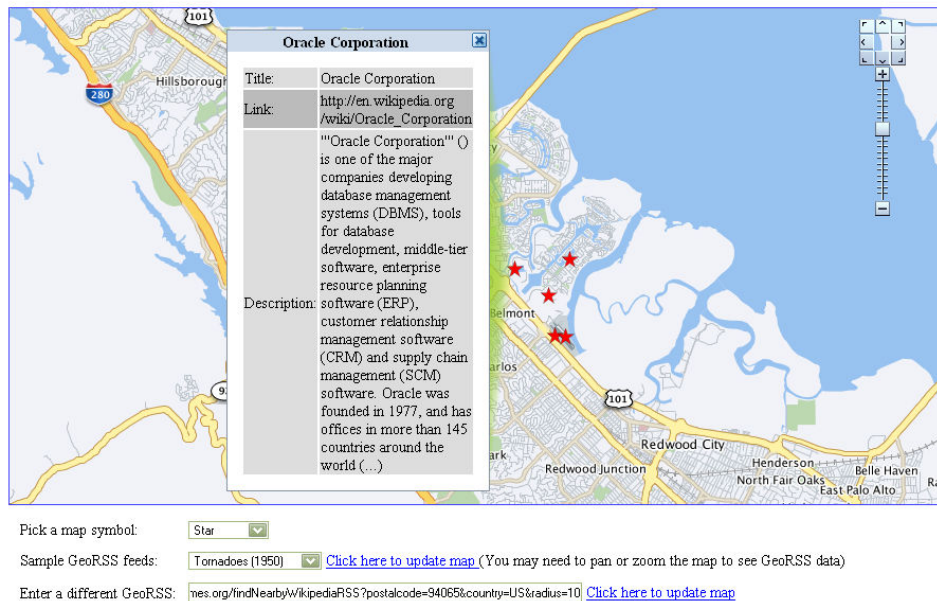 101
Oracle Corporation
Hillsborough
280
Title: Oracle Corporation
Link: http://en.wikipedia.org
/wiki/Oracle_Corporation
Description: '''Oracle Corporation''' ()
is one of the major
companies developing
database management
systems (DBMS), tools
for database
development, middle-tier
software, enterprise
resource planning
software (ERP),
customer relationship
management software
(CRM) and supply chain
management (SCM)
software. Oracle was
founded in 1977, and has
offices in more than 145
countries around the
world (...)
Belmont
arlos
9
101
Redwood City
ark
Redwood Junction
Henderson
North Fair Oaks
Belle Haven
East Palo Alto
Ra
Pick a map symbol: Star
Sample GeoRSS feeds: Tornadoes (1950) Click here to update map (You may need to pan or zoom the map to see GeoRSS data)
Enter a different GeoRSS: nes.org/findNearbyWikipediaRSS?postalcode=94065&country=US&radius=10 Click here to update map